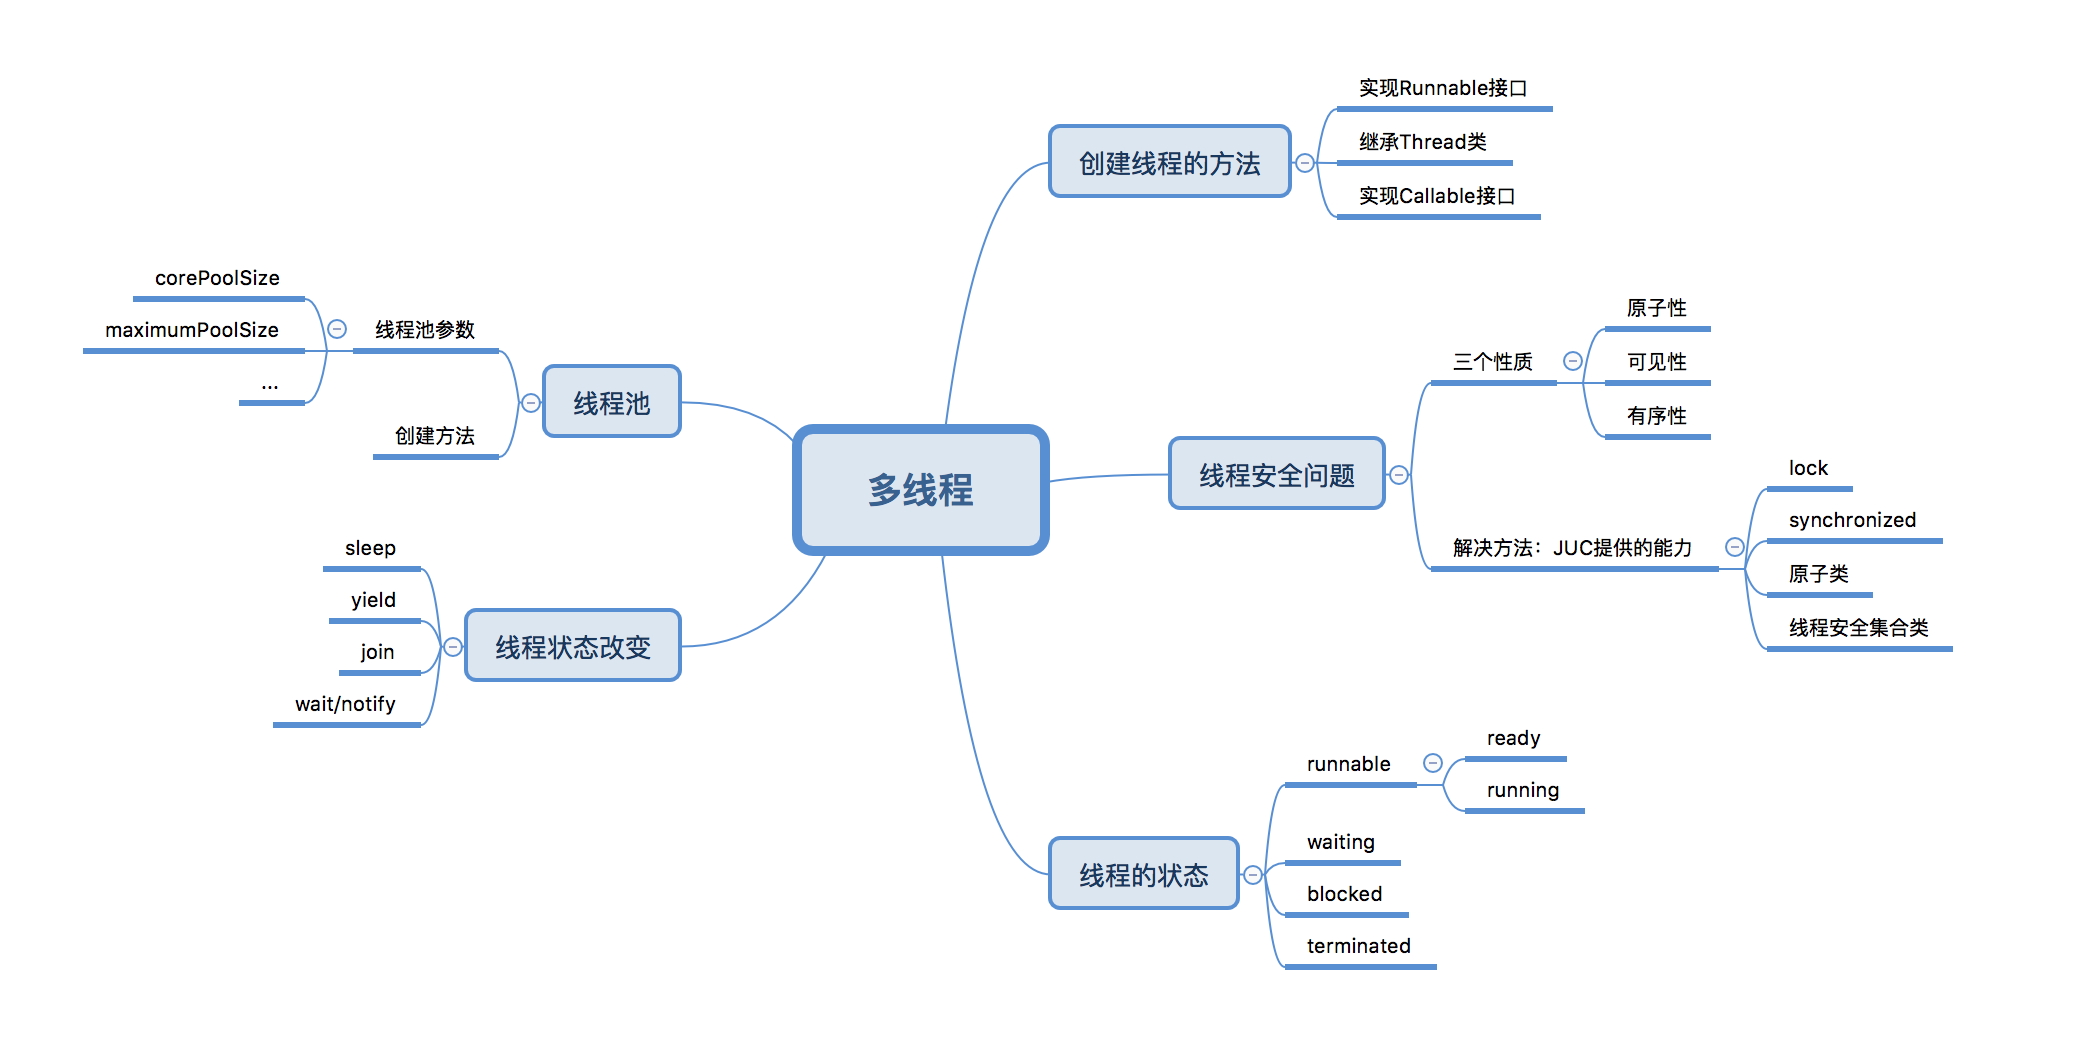 多线程
创建线程的方法
实现Runnable接口
继承Thread类
实现Callable接口
线程安全问题
三个性质
原子性
可见性
有序性
解决方法：JUC提供的能力
lock
synchronized
原子类
线程安全集合类
线程的状态
runnable
ready
running
waiting
blocked
terminated
线程池
线程池参数
corePoolSize
maximumPoolSize
...
创建方法
线程状态改变
sleep
yield
join
wait/notify